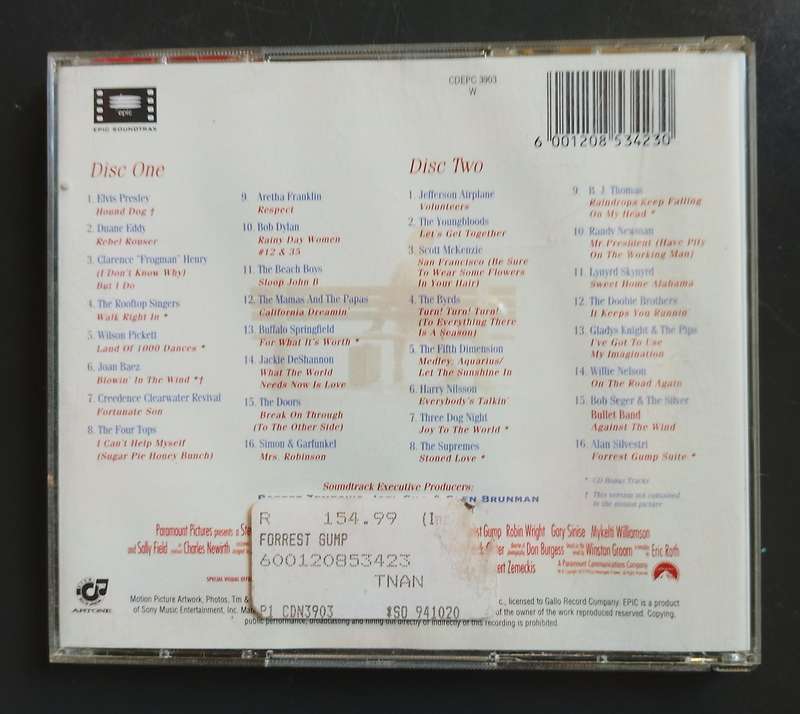 epic
EPIC SOUNDTRAX
CDEPC 3903
W
6 001208 534230
Disc One
1. Elvis Presley
Hound Dog †
2. Duane Eddy
Rebel Rouser
3. Clarence "Frogman" Henry
(I Don't Know Why)
But I Do
4. The Rooftop Singers
Walk Right In *
5. Wilson Pickett
Land Of 1000 Dances *
6. Joan Baez
Blowin' In The Wind *†
7. Creedence Clearwater Revival
Fortunate Son
8. The Four Tops
I Can't Help Myself
(Sugar Pie Honey Bunch)
9. Aretha Franklin
Respect
10. Bob Dylan
Rainy Day Women
#12 & 35
11. The Beach Boys
Sloop John B
12. The Mamas And The Papas
California Dreamin'
13. Buffalo Springfield
For What It's Worth *
14. Jackie DeShannon
What The World
Needs Now Is Love
15. The Doors
Break On Through
(To The Other Side)
16. Simon & Garfunkel
Mrs. Robinson
Disc Two
1. Jefferson Airplane
Volunteers
2. The Youngbloods
Let's Get Together
3. Scott McKenzie
San Francisco (Be Sure
To Wear Some Flowers
In Your Hair)
4. The Byrds
Turn! Turn! Turn!
(To Everything There
Is A Season)
5. The Fifth Dimension
Medley, Aquarius/
Let The Sunshine In
6. Harry Nilsson
Everybody's Talkin'
7. Three Dog Night
Joy To The World *
8. The Supremes
Stoned Love *
9. B. J. Thomas
Raindrops Keep Falling
On My Head *
10. Randy Newman
Mr. President (Have Pity
On The Working Man)
11. Lynyrd Skynyrd
Sweet Home Alabama
12. The Doobie Brothers
It Keeps You Runnin'
13. Gladys Knight & The Pips
I've Got To Use
My Imagination
14. Willie Nelson
On The Road Again
15. Bob Seger & The Silver
Bullet Band
Against The Wind
16. Alan Silvestri
Forrest Gump Suite *
* CD Bonus Tracks
† This version not contained
in the motion picture
Soundtrack Executive Producers:
BRUNMAN
R 154.99
FORREST GUMP
600120853423
TNAN
P1 CDN3903 *SO 941020
Paramount Pictures presents a
Gump Robin Wright Gary Sinise Mykelti Williamson
and Sally Field Charles Newirth
Don Burgess Winston Groom Eric Roth
Zemeckis
A Paramount Communications Company
SPECIAL VISUAL
ARTONE
Motion Picture Artwork, Photos, Tm &
licensed to Gallo Record Company. EPIC is a product
of Sony Music Entertainment, Inc.
of the owner of the work reproduced reserved. Copying,
public performance, broadcasting and hiring out directly or indirectly of this recording is prohibited.